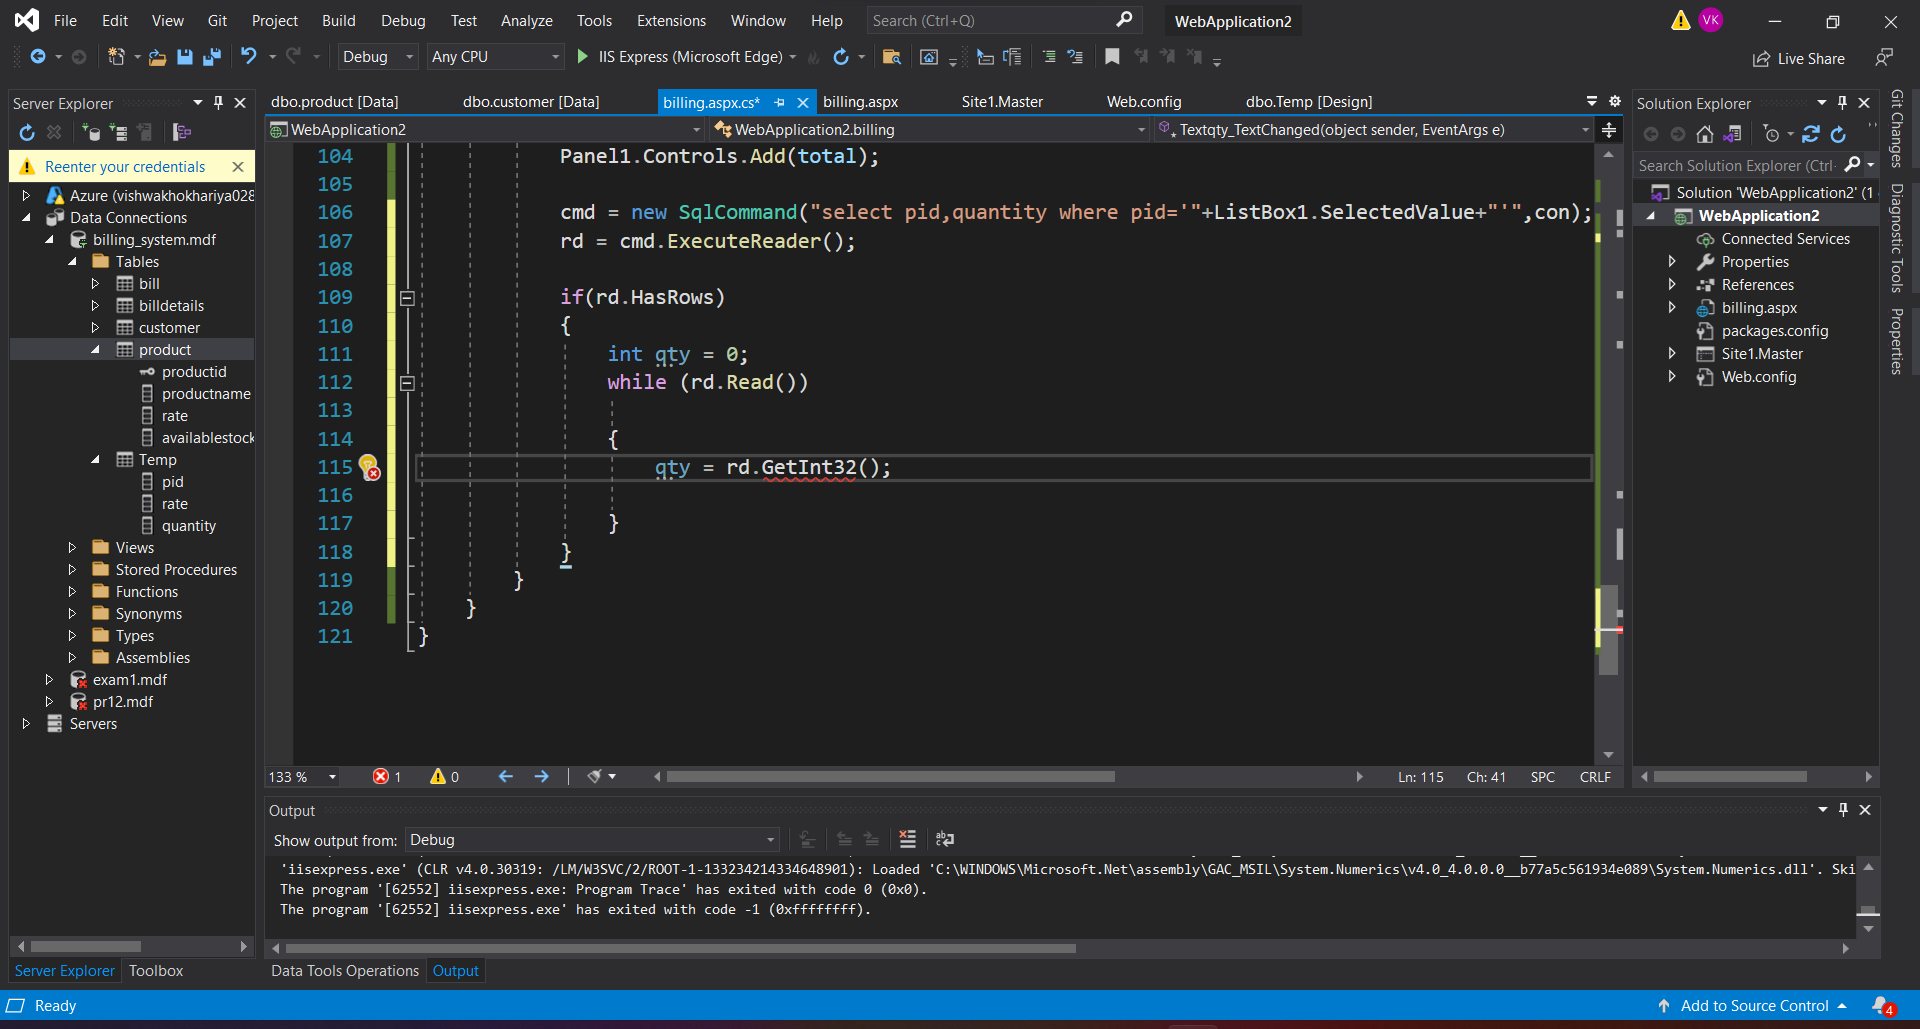 File Edit View Git Project Build Debug Test Analyze Tools Extensions Window Help Search (Ctrl+Q) WebApplication2 VK
Debug Any CPU IIS Express (Microsoft Edge) Live Share
Server Explorer
Reenter your credentials
Azure (vishwakhokhariya028
Data Connections
billing_system.mdf
Tables
bill
billdetails
customer
product
productid
productname
rate
availablestock
Temp
pid
rate
quantity
Views
Stored Procedures
Functions
Synonyms
Types
Assemblies
exam1.mdf
pr12.mdf
Servers
Server Explorer Toolbox
dbo.product [Data] dbo.customer [Data] billing.aspx.cs* billing.aspx Site1.Master Web.config dbo.Temp [Design]
WebApplication2 WebApplication2.billing Textqty_TextChanged(object sender, EventArgs e)
104 Panel1.Controls.Add(total);
105
106 cmd = new SqlCommand("select pid,quantity where pid='"+ListBox1.SelectedValue+"'",con);
107 rd = cmd.ExecuteReader();
108
109 if(rd.HasRows)
110 {
111 int qty = 0;
112 while (rd.Read())
113
114 {
115 qty = rd.GetInt32();
116
117 }
118 }
119 }
120 }
121 }
133 % 1 0 Ln: 115 Ch: 41 SPC CRLF
Output
Show output from: Debug
'iisexpress.exe' (CLR v4.0.30319: /LM/W3SVC/2/ROOT-1-133234214334648901): Loaded 'C:\WINDOWS\Microsoft.Net\assembly\GAC_MSIL\System.Numerics\v4.0_4.0.0.0__b77a5c561934e089\System.Numerics.dll'. Ski
The program '[62552] iisexpress.exe: Program Trace' has exited with code 0 (0x0).
The program '[62552] iisexpress.exe' has exited with code -1 (0xffffffff).
Data Tools Operations Output
Solution Explorer
Search Solution Explorer (Ctrl-
Solution 'WebApplication2' (1
WebApplication2
Connected Services
Properties
References
billing.aspx
packages.config
Site1.Master
Web.config
Git Changes
Diagnostic Tools
Properties
Ready Add to Source Control 4